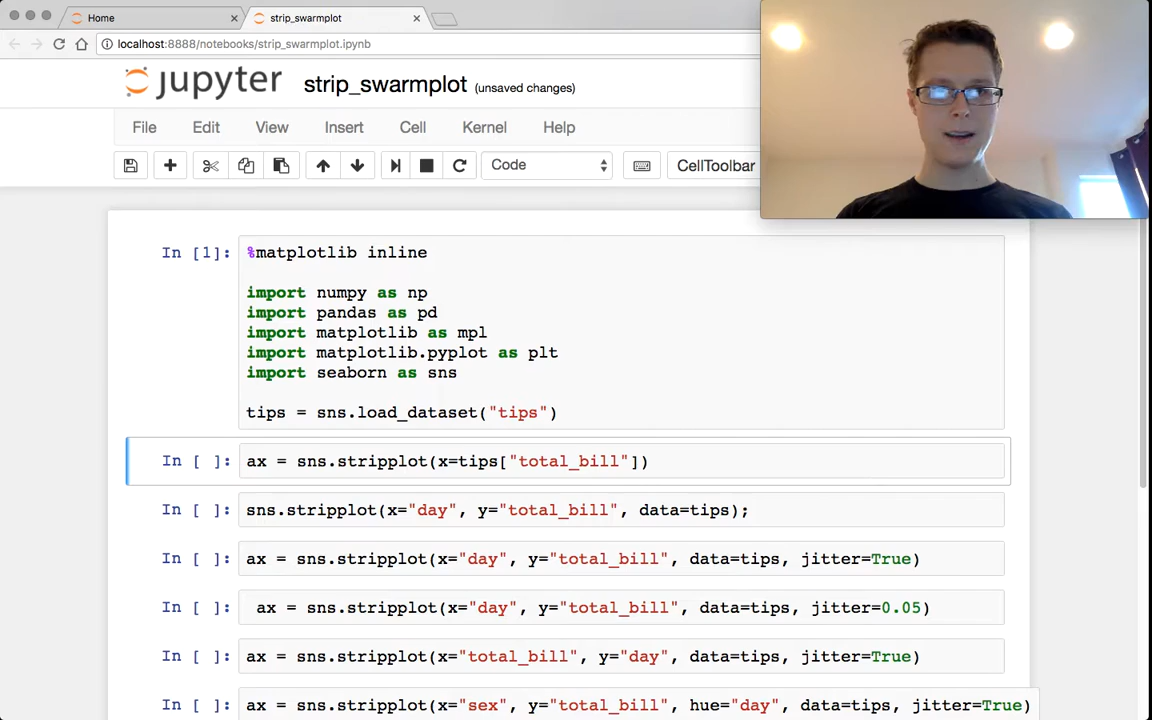 Home
strip_swarmplot
localhost:8888/notebooks/strip_swarmplot.ipynb
jupyter strip_swarmplot (unsaved changes)
File Edit View Insert Cell Kernel Help
Code CellToolbar
In [1]: %matplotlib inline
import numpy as np
import pandas as pd
import matplotlib as mpl
import matplotlib.pyplot as plt
import seaborn as sns
tips = sns.load_dataset("tips")
In [ ]: ax = sns.stripplot(x=tips["total_bill"])
In [ ]: sns.stripplot(x="day", y="total_bill", data=tips);
In [ ]: ax = sns.stripplot(x="day", y="total_bill", data=tips, jitter=True)
In [ ]: ax = sns.stripplot(x="day", y="total_bill", data=tips, jitter=0.05)
In [ ]: ax = sns.stripplot(x="total_bill", y="day", data=tips, jitter=True)
In [ ]: ax = sns.stripplot(x="sex", y="total_bill", hue="day", data=tips, jitter=True)